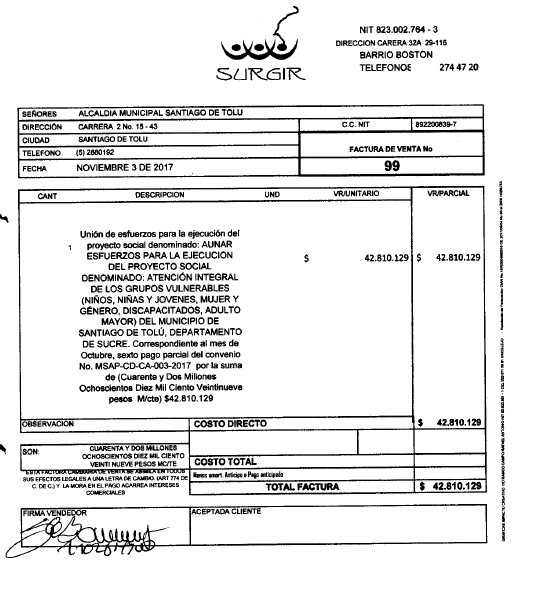 SURGIR
NIT 823.002.764 - 3
DIRECCION CARERA 32A 29-116
BARRIO BOSTON
TELEFONOE 274 47 20
SEÑORES ALCALDIA MUNICIPAL SANTIAGO DE TOLU
DIRECCIÓN CARRERA 2 No. 15 - 43 C.C. NIT 892200839-7
CIUDAD SANTIAGO DE TOLU
TELEFONO (5) 2860192
FACTURA DE VENTA No
FECHA NOVIEMBRE 3 DE 2017 99
CANT DESCRIPCION UND VR/UNITARIO VR/PARCIAL
Unión de esfuerzos para la ejecución del
1 proyecto social denominado: AUNAR
ESFUERZOS PARA LA EJECUCION $ 42.810.129 $ 42.810.129
DEL PROYECTO SOCIAL
DENOMINADO: ATENCIÓN INTEGRAL
DE LOS GRUPOS VULNERABLES
(NIÑOS, NIÑAS Y JOVENES, MUJER Y
GÉNERO, DISCAPACITADOS, ADULTO
MAYOR) DEL MUNICIPIO DE
SANTIAGO DE TOLÚ, DEPARTAMENTO
DE SUCRE. Correspondiente al mes de
Octubre, sexto pago parcial del convenio
No. MSAP-CD-CA-003-2017 por la suma
de (Cuarenta y Dos Millones
Ochoscientos Diez Mil Ciento Veintinueve
pesos M/cte) $42.810.129
OBSERVACION COSTO DIRECTO $ 42.810.129
SON: CUARENTA Y DOS MILLONES
OCHOSCIENTOS DIEZ MIL CIENTO
VEINTI NUEVE PESOS MC/TE
COSTO TOTAL
ESTA FACTURA CAMBIARIA DE VENTA SE ASIMILA EN TODOS
SUS EFECTOS LEGALES A UNA LETRA DE CAMBIO. (ART 774 DE
C. DE C.) Y LA MORA EN EL PAGO ACARREA INTERESES
COMERCIALES
Menos amort. Anticipo o Pago anticipado
TOTAL FACTURA $ 42.810.129
FIRMA VENDEDOR ACEPTADA CLIENTE